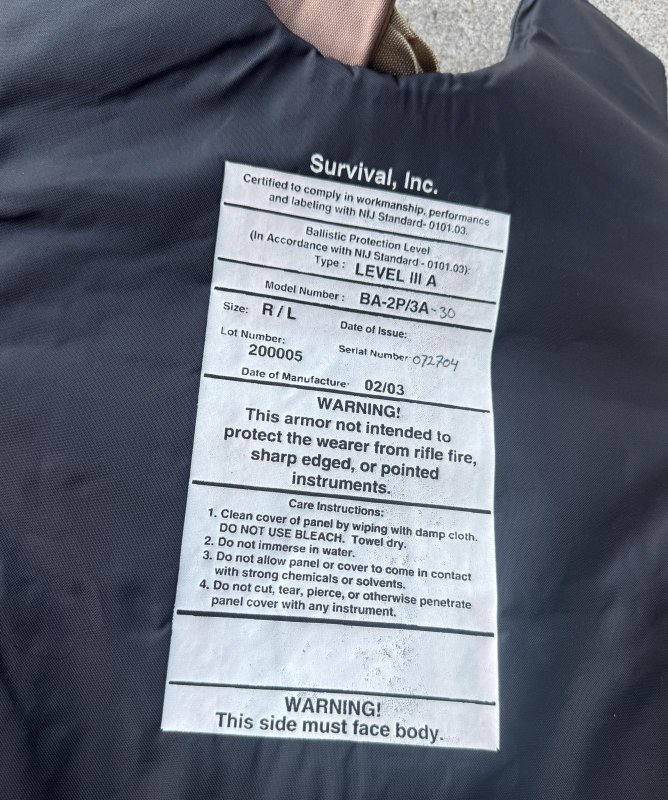 Survival, Inc.
Certified to comply in workmanship, performance
and labeling with NIJ Standard- 0101.03.
Ballistic Protection Level
(In Accordance with NIJ Standard - 0101.03):
Type : LEVEL III A
Model Number : BA-2P/3A-30
Size: R / L
Date of Issue:
Lot Number:
200005
Serial Number 072704
Date of Manufacture: 02/03
WARNING!
This armor not intended to
protect the wearer from rifle fire,
sharp edged, or pointed
instruments.
Care Instructions:
1. Clean cover of panel by wiping with damp cloth.
DO NOT USE BLEACH. Towel dry.
2. Do not immerse in water.
3. Do not allow panel or cover to come in contact
with strong chemicals or solvents.
4. Do not cut, tear, pierce, or otherwise penetrate
panel cover with any instrument.
WARNING!
This side must face body.